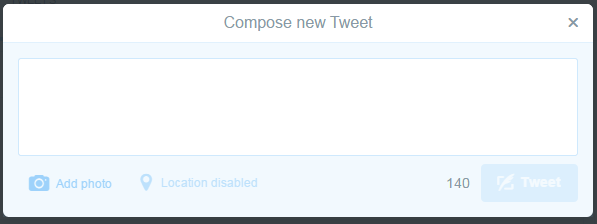 Compose new Tweet
Add photo
Location disabled
140
Tweet